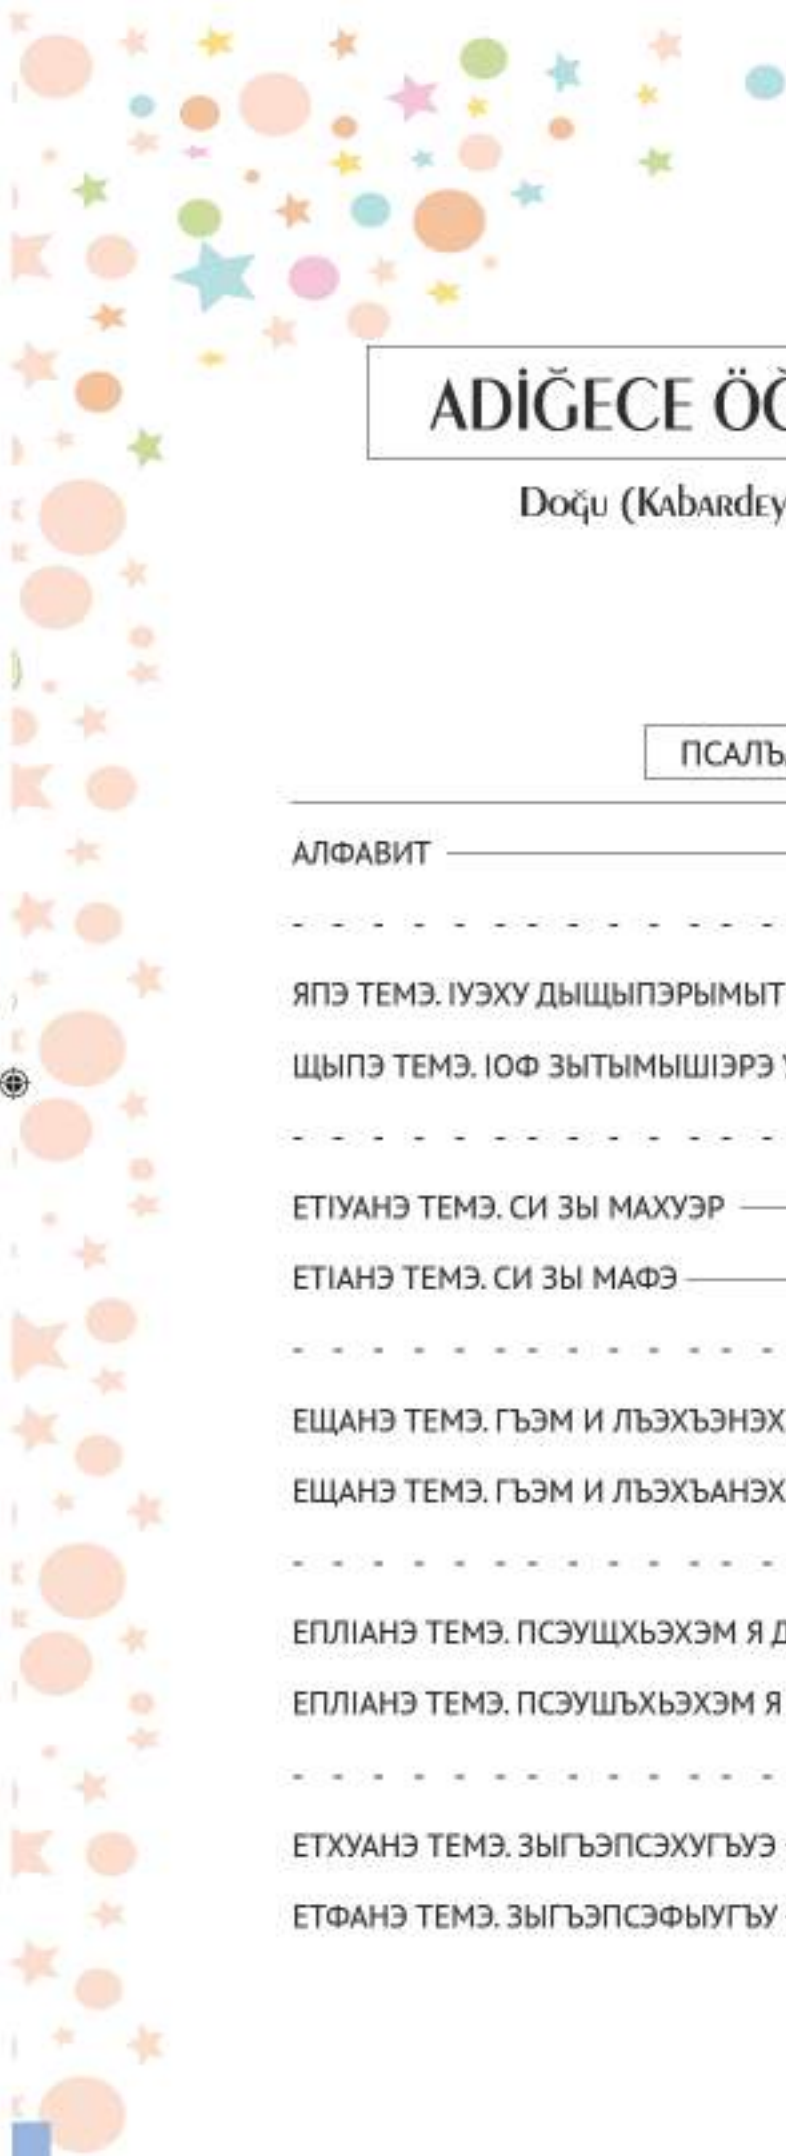 ADİĞECE ÖĞ
Doğu (Kabardey
ПСАЛЪ
АЛФАВИТ
ЯПЭ ТЕМЭ. IУЭХУ ДЫЩЫПЭРЫМЫТ
ЩЫПЭ ТЕМЭ. IОФ ЗЫТЫМЫШIЭРЭ
ЕТIУАНЭ ТЕМЭ. СИ ЗЫ МАХУЭР
ЕТIАНЭ ТЕМЭ. СИ ЗЫ МАФЭ
ЕЩАНЭ ТЕМЭ. ГЪЭМ И ЛЪЭХЪЭНЭХ
ЕЩАНЭ ТЕМЭ. ГЪЭМ И ЛЪЭХЪАНЭХ
ЕПЛIАНЭ ТЕМЭ. ПСЭУЩХЬЭХЭМ Я Д
ЕПЛIАНЭ ТЕМЭ. ПСЭУШЪХЬЭХЭМ Я
ЕТХУАНЭ ТЕМЭ. ЗЫГЪЭПСЭХУГЪУЭ
ЕТФАНЭ ТЕМЭ. ЗЫГЪЭПСЭФЫУГЪУ